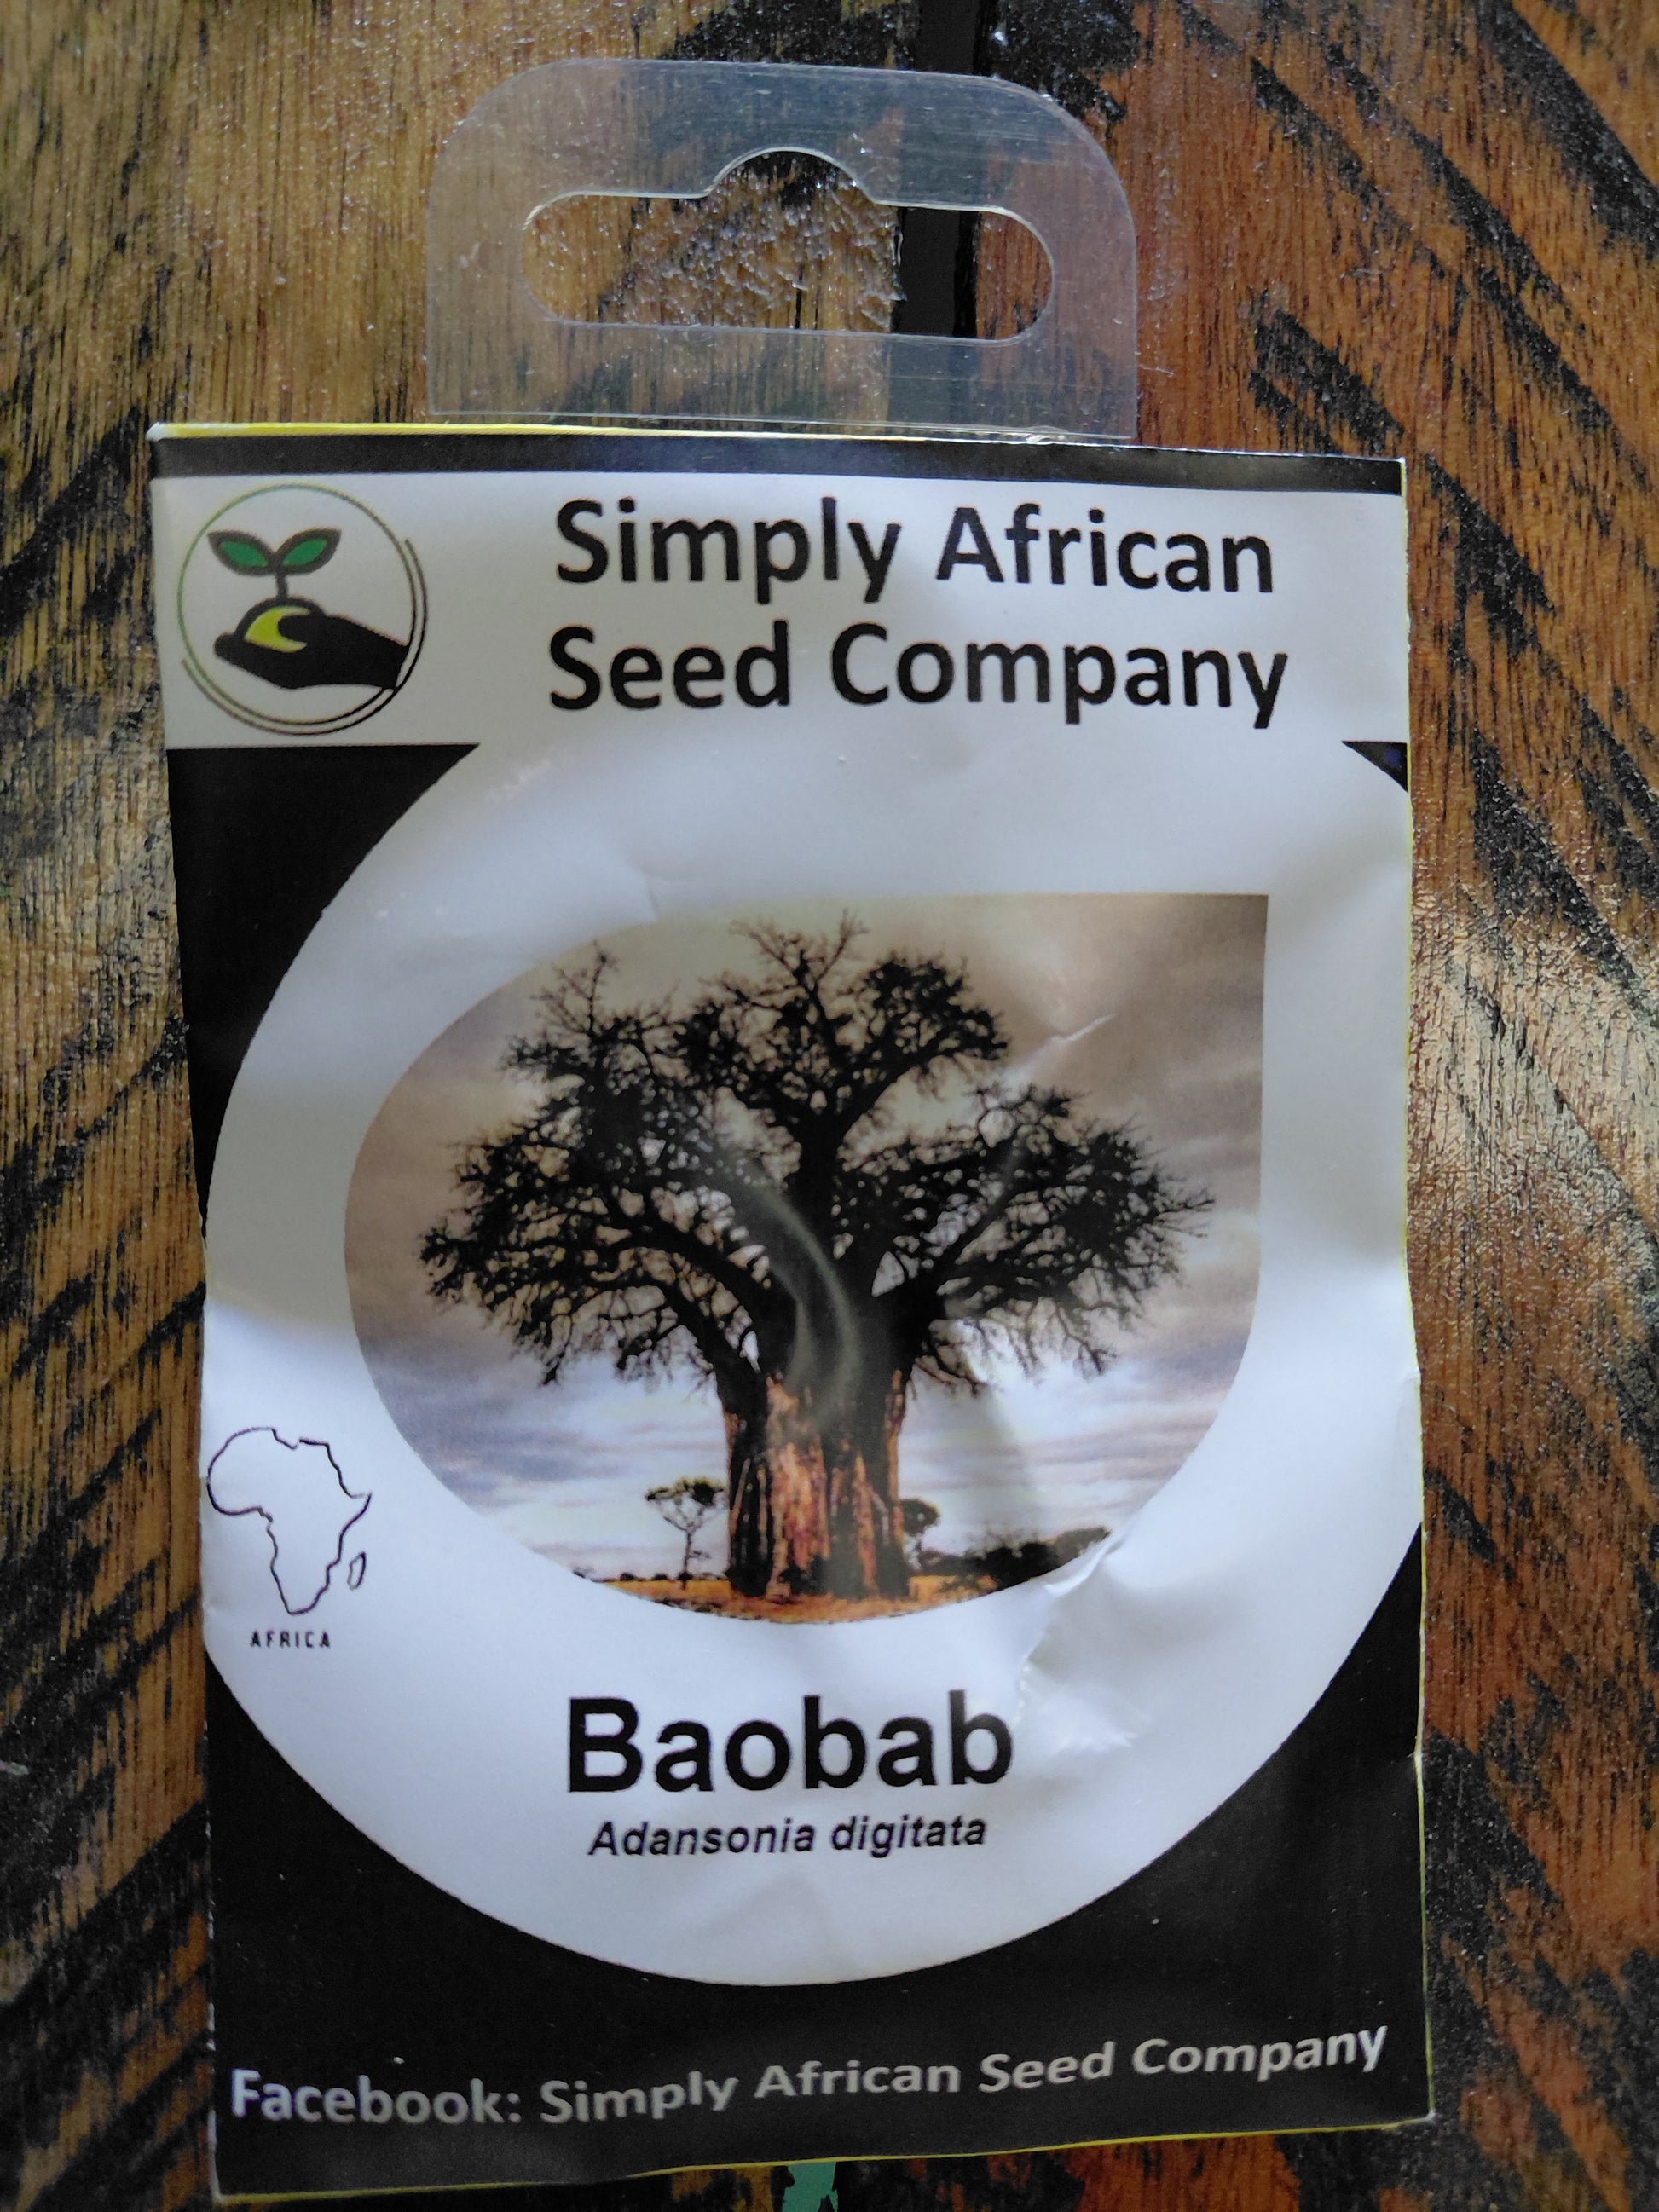 Simply African
Seed Company
AFRICA
Baobab
Adansonia digitata
Facebook: Simply African Seed Company